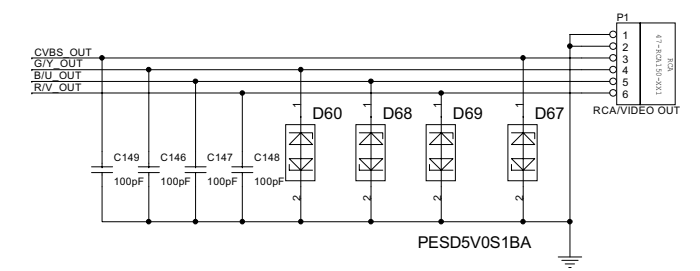 P1
CVBS_OUT
G/Y_OUT
B/U_OUT
R/V_OUT
1
2
3
4
5
6
RCA
47-RCA150-XX1
RCA/VIDEO OUT
1
D60
1
D68
1
D69
1
D67
C149
100pF
C146
100pF
C147
100pF
C148
100pF
2
2
2
2
PESD5V0S1BA